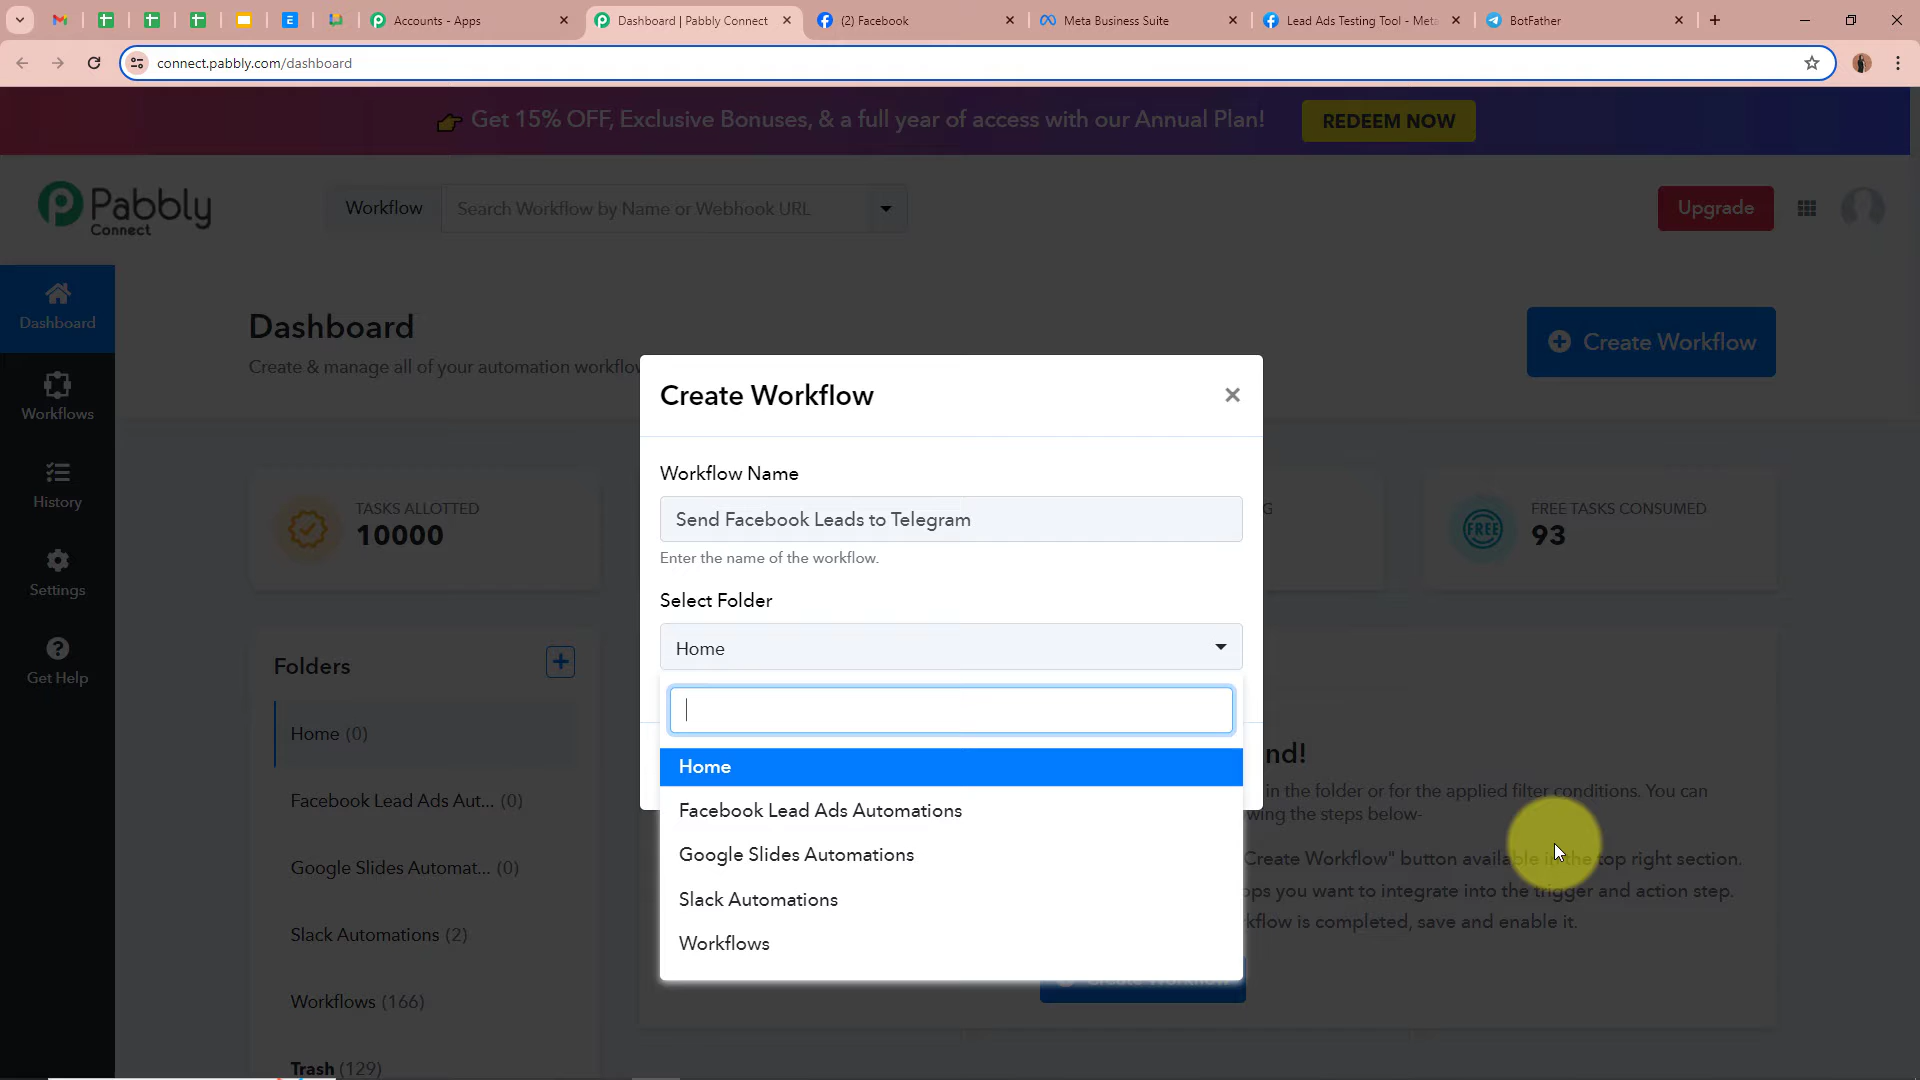 Accounts - Apps
Dashboard | Pabbly Connect
(2) Facebook
Meta Business Suite
Lead Ads Testing Tool - Meta
BotFather
connect.pabbly.com/dashboard
Get 15% OFF, Exclusive Bonuses, & a full year of access with our Annual Plan!
REDEEM NOW
Pabbly
Connect
Workflow
Search Workflow by Name or Webhook URL
Upgrade
Dashboard
Workflows
History
Settings
Get Help
Dashboard
Create & manage all of your automation workflow
Create Workflow
TASKS ALLOTTED
10000
G
FREE
FREE TASKS CONSUMED
93
Folders
Home (0)
Facebook Lead Ads Aut... (0)
Google Slides Automat... (0)
Slack Automations (2)
Workflows (166)
Trash (129)
Create Workflow
×
Workflow Name
Send Facebook Leads to Telegram
Enter the name of the workflow.
Select Folder
Home
Home
Facebook Lead Ads Automations
Google Slides Automations
Slack Automations
Workflows
nd!
in the folder or for the applied filter conditions. You can
wing the steps below-
Create Workflow" button available in the top right section.
ps you want to integrate into the trigger and action step.
kflow is completed, save and enable it.
Create Workflow